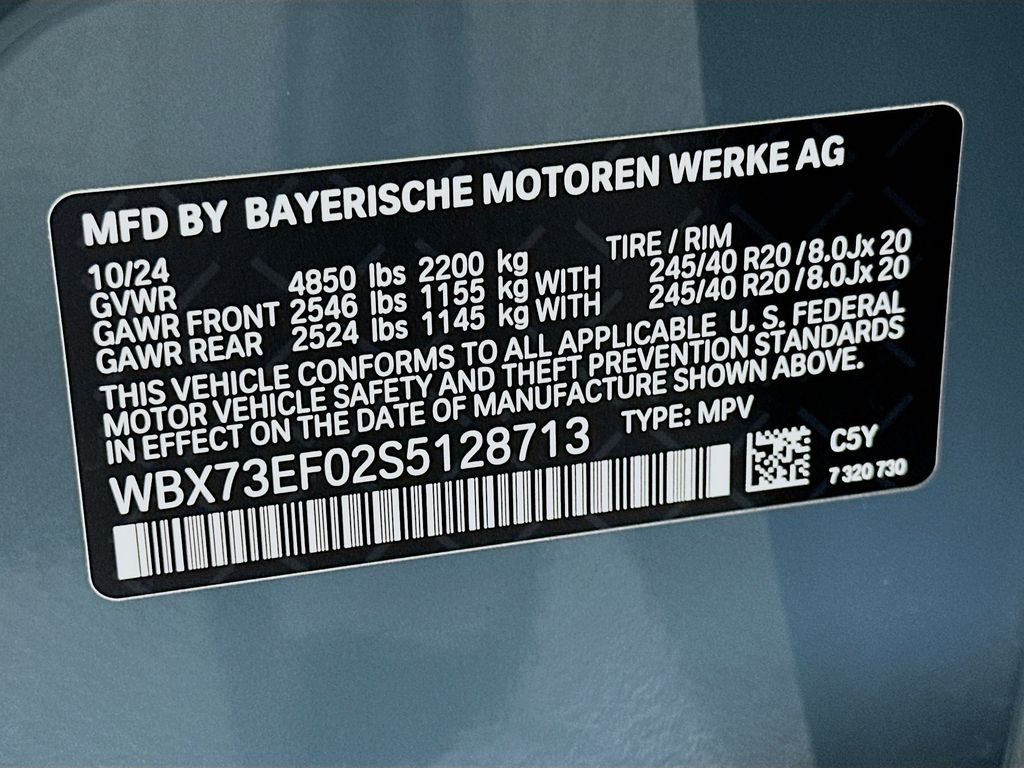 MFD BY BAYERISCHE MOTOREN WERKE AG
10/24 TIRE / RIM
GVWR 4850 lbs 2200 kg
GAWR FRONT 2546 lbs 1155 kg WITH 245/40 R20 / 8.0Jx 20
GAWR REAR 2524 lbs 1145 kg WITH 245/40 R20 / 8.0Jx 20
THIS VEHICLE CONFORMS TO ALL APPLICABLE U. S. FEDERAL
MOTOR VEHICLE SAFETY AND THEFT PREVENTION STANDARDS
IN EFFECT ON THE DATE OF MANUFACTURE SHOWN ABOVE.
WBX73EF02S5128713 TYPE: MPV
C5Y
7 320 730